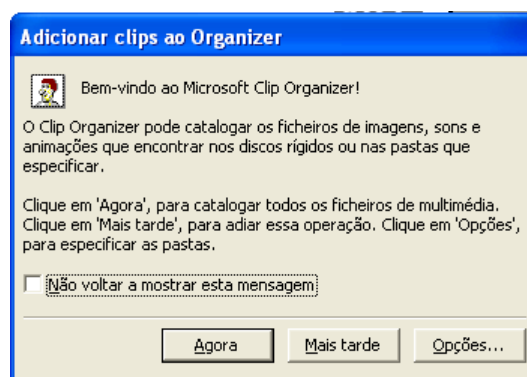 Adicionar clips ao Organizer
Bem-vindo ao Microsoft Clip Organizer!
O Clip Organizer pode catalogar os ficheiros de imagens, sons e
animações que encontrar nos discos rígidos ou nas pastas que
especificar.
Clique em 'Agora', para catalogar todos os ficheiros de multimédia.
Clique em 'Mais tarde', para adiar essa operação. Clique em 'Opções',
para especificar as pastas.
Não voltar a mostrar esta mensagem
Agora
Mais tarde
Opções...